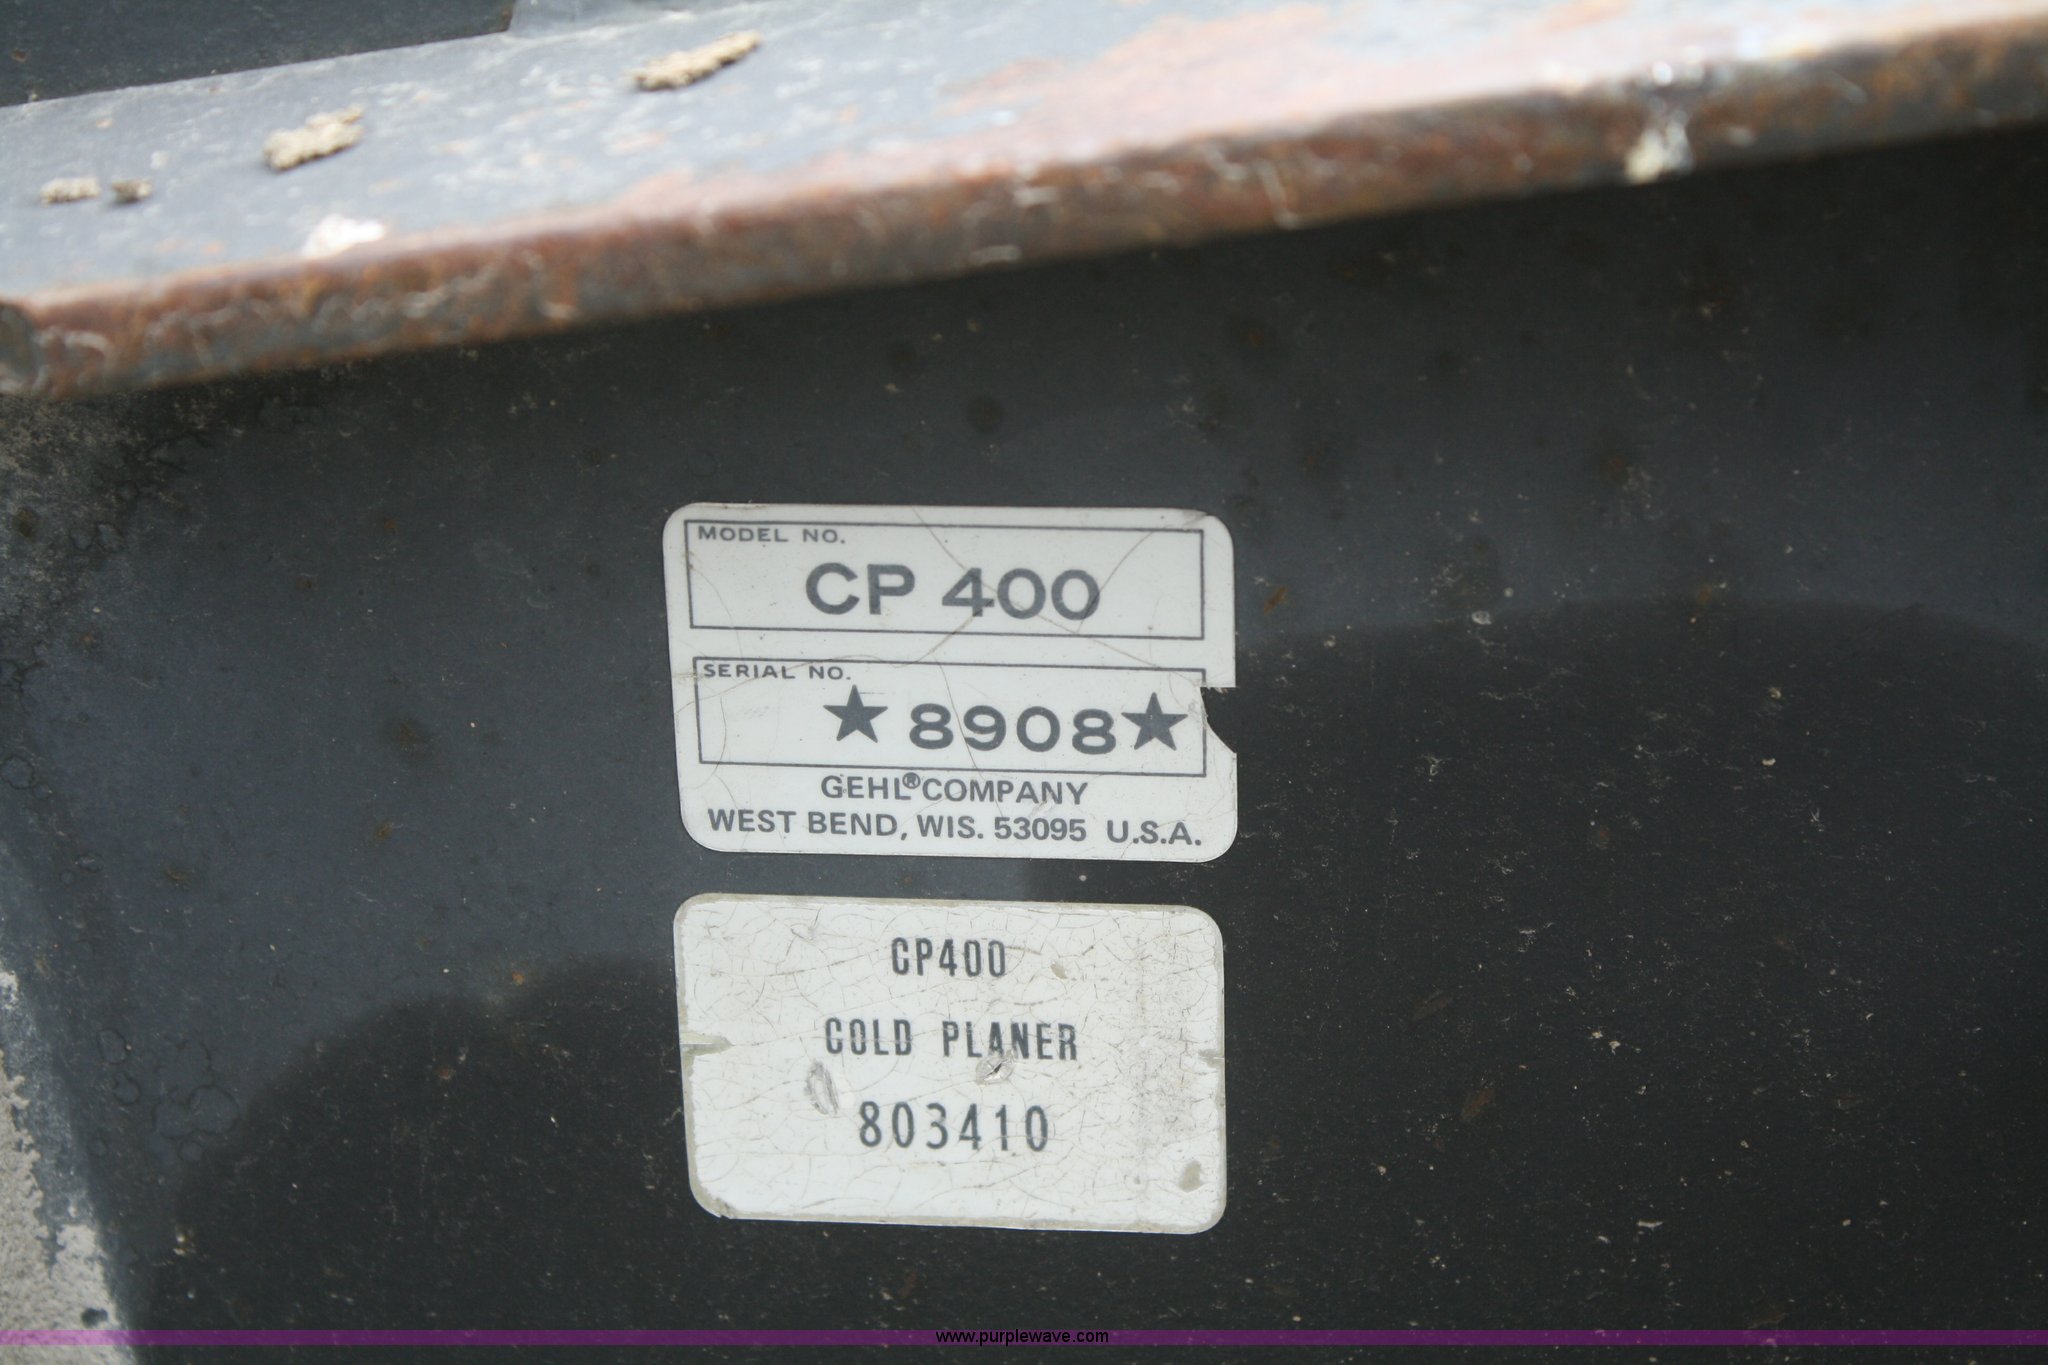 MODEL NO.
CP 400
SERIAL NO.
★8908★
GEHL® COMPANY
WEST BEND, WIS. 53095 U.S.A.
CP400
COLD PLANER
803410
www.purplewave.com